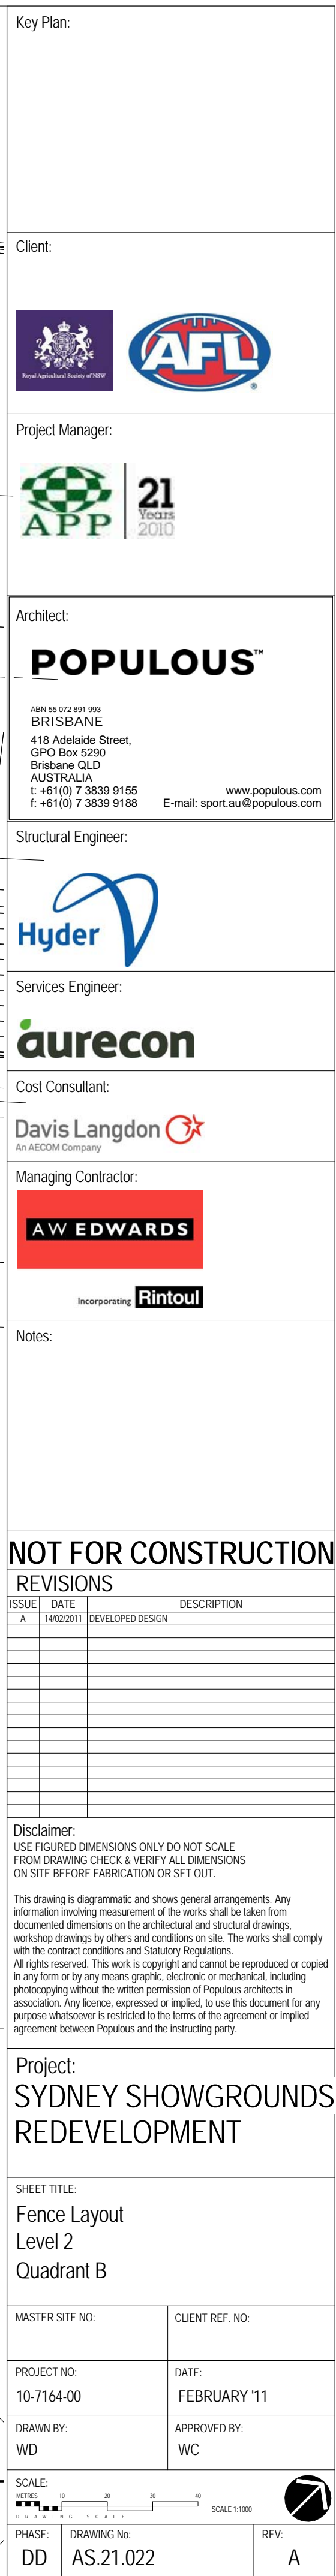 Key Plan:
Client:
Royal Agricultural Society of NSW
AFL
®
Project Manager:
APP
21
Years
2010
Architect:
POPULOUS™
ABN 55 072 891 993
BRISBANE
418 Adelaide Street,
GPO Box 5290
Brisbane QLD
AUSTRALIA
t: +61(0) 7 3839 9155 www.populous.com
f: +61(0) 7 3839 9188 E-mail: sport.au@populous.com
Structural Engineer:
Hyder
Services Engineer:
aurecon
Cost Consultant:
Davis Langdon
An AECOM Company
Managing Contractor:
AW EDWARDS
Incorporating Rintoul
Notes:
NOT FOR CONSTRUCTION
REVISIONS
ISSUE DATE DESCRIPTION
A 14/02/2011 DEVELOPED DESIGN
Disclaimer:
USE FIGURED DIMENSIONS ONLY DO NOT SCALE
FROM DRAWING CHECK & VERIFY ALL DIMENSIONS
ON SITE BEFORE FABRICATION OR SET OUT.
This drawing is diagrammatic and shows general arrangements. Any
information involving measurement of the works shall be taken from
documented dimensions on the architectural and structural drawings,
workshop drawings by others and conditions on site. The works shall comply
with the contract conditions and Statutory Regulations.
All rights reserved. This work is copyright and cannot be reproduced or copied
in any form or by any means graphic, electronic or mechanical, including
photocopying without the written permission of Populous architects in
association. Any licence, expressed or implied, to use this document for any
purpose whatsoever is restricted to the terms of the agreement or implied
agreement between Populous and the instructing party.
Project:
SYDNEY SHOWGROUNDS
REDEVELOPMENT
SHEET TITLE:
Fence Layout
Level 2
Quadrant B
MASTER SITE NO: CLIENT REF. NO:
PROJECT NO: DATE:
10-7164-00 FEBRUARY '11
DRAWN BY: APPROVED BY:
WD WC
SCALE:
METRES 10 20 30 40
DRAWING SCALE SCALE 1:1000
PHASE: DRAWING No: REV:
DD AS.21.022 A